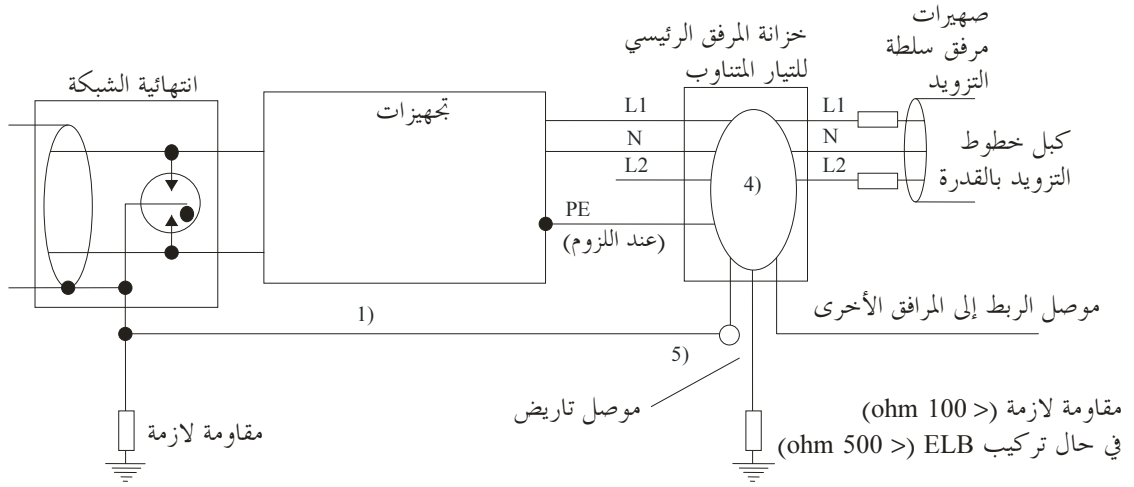 صهيرات
مرفق سلطة
التزويد
خزانة المرفق الرئيسي
للتيار المتناوب
انتهائية الشبكة
تجهيزات
L1
N
L2
PE
(عند اللزوم)
4)
L1
N
L2
كبل خطوط
التزويد بالقدرة
موصل الربط إلى المرافق الأخرى
1)
5)
موصل تاريض
مقاومة لازمة
مقاومة لازمة (< 100 ohm)
في حال تركيب ELB (< 500 ohm)